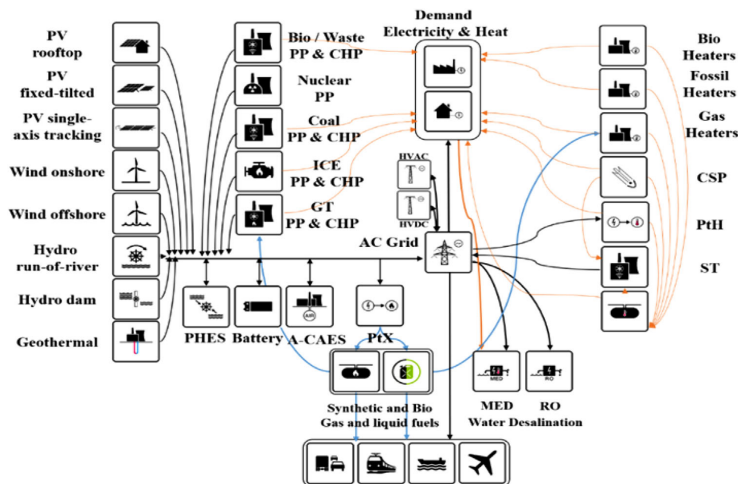 PV
rooftop
PV
fixed-tilted
PV single-
axis tracking
Wind onshore
Wind offshore
Hydro
run-of-river
Hydro dam
Geothermal
Bio / Waste
PP & CHP
Nuclear
PP
Coal
PP & CHP
ICE
PP & CHP
GT
PP & CHP
Demand
Electricity & Heat
HVAC
HVDC
AC Grid
Bio
Heaters
Fossil
Heaters
Gas
Heaters
CSP
PtH
ST
PHES
Battery
A-CAES
AIR
PtX
Synthetic and Bio
Gas and liquid fuels
MED
RO
MED
RO
Water Desalination